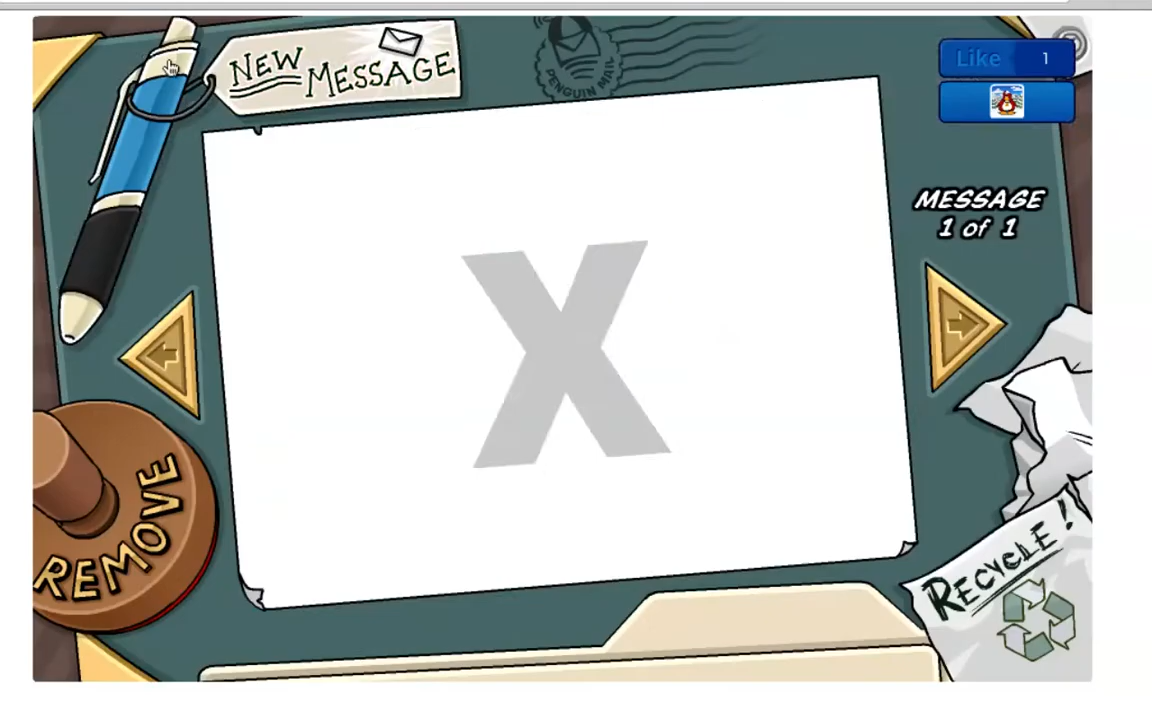 NEW
MESSAGE
PENGUIN MAIL
Like 1
MESSAGE
1 of 1
X
REMOVE
RECYCLE!